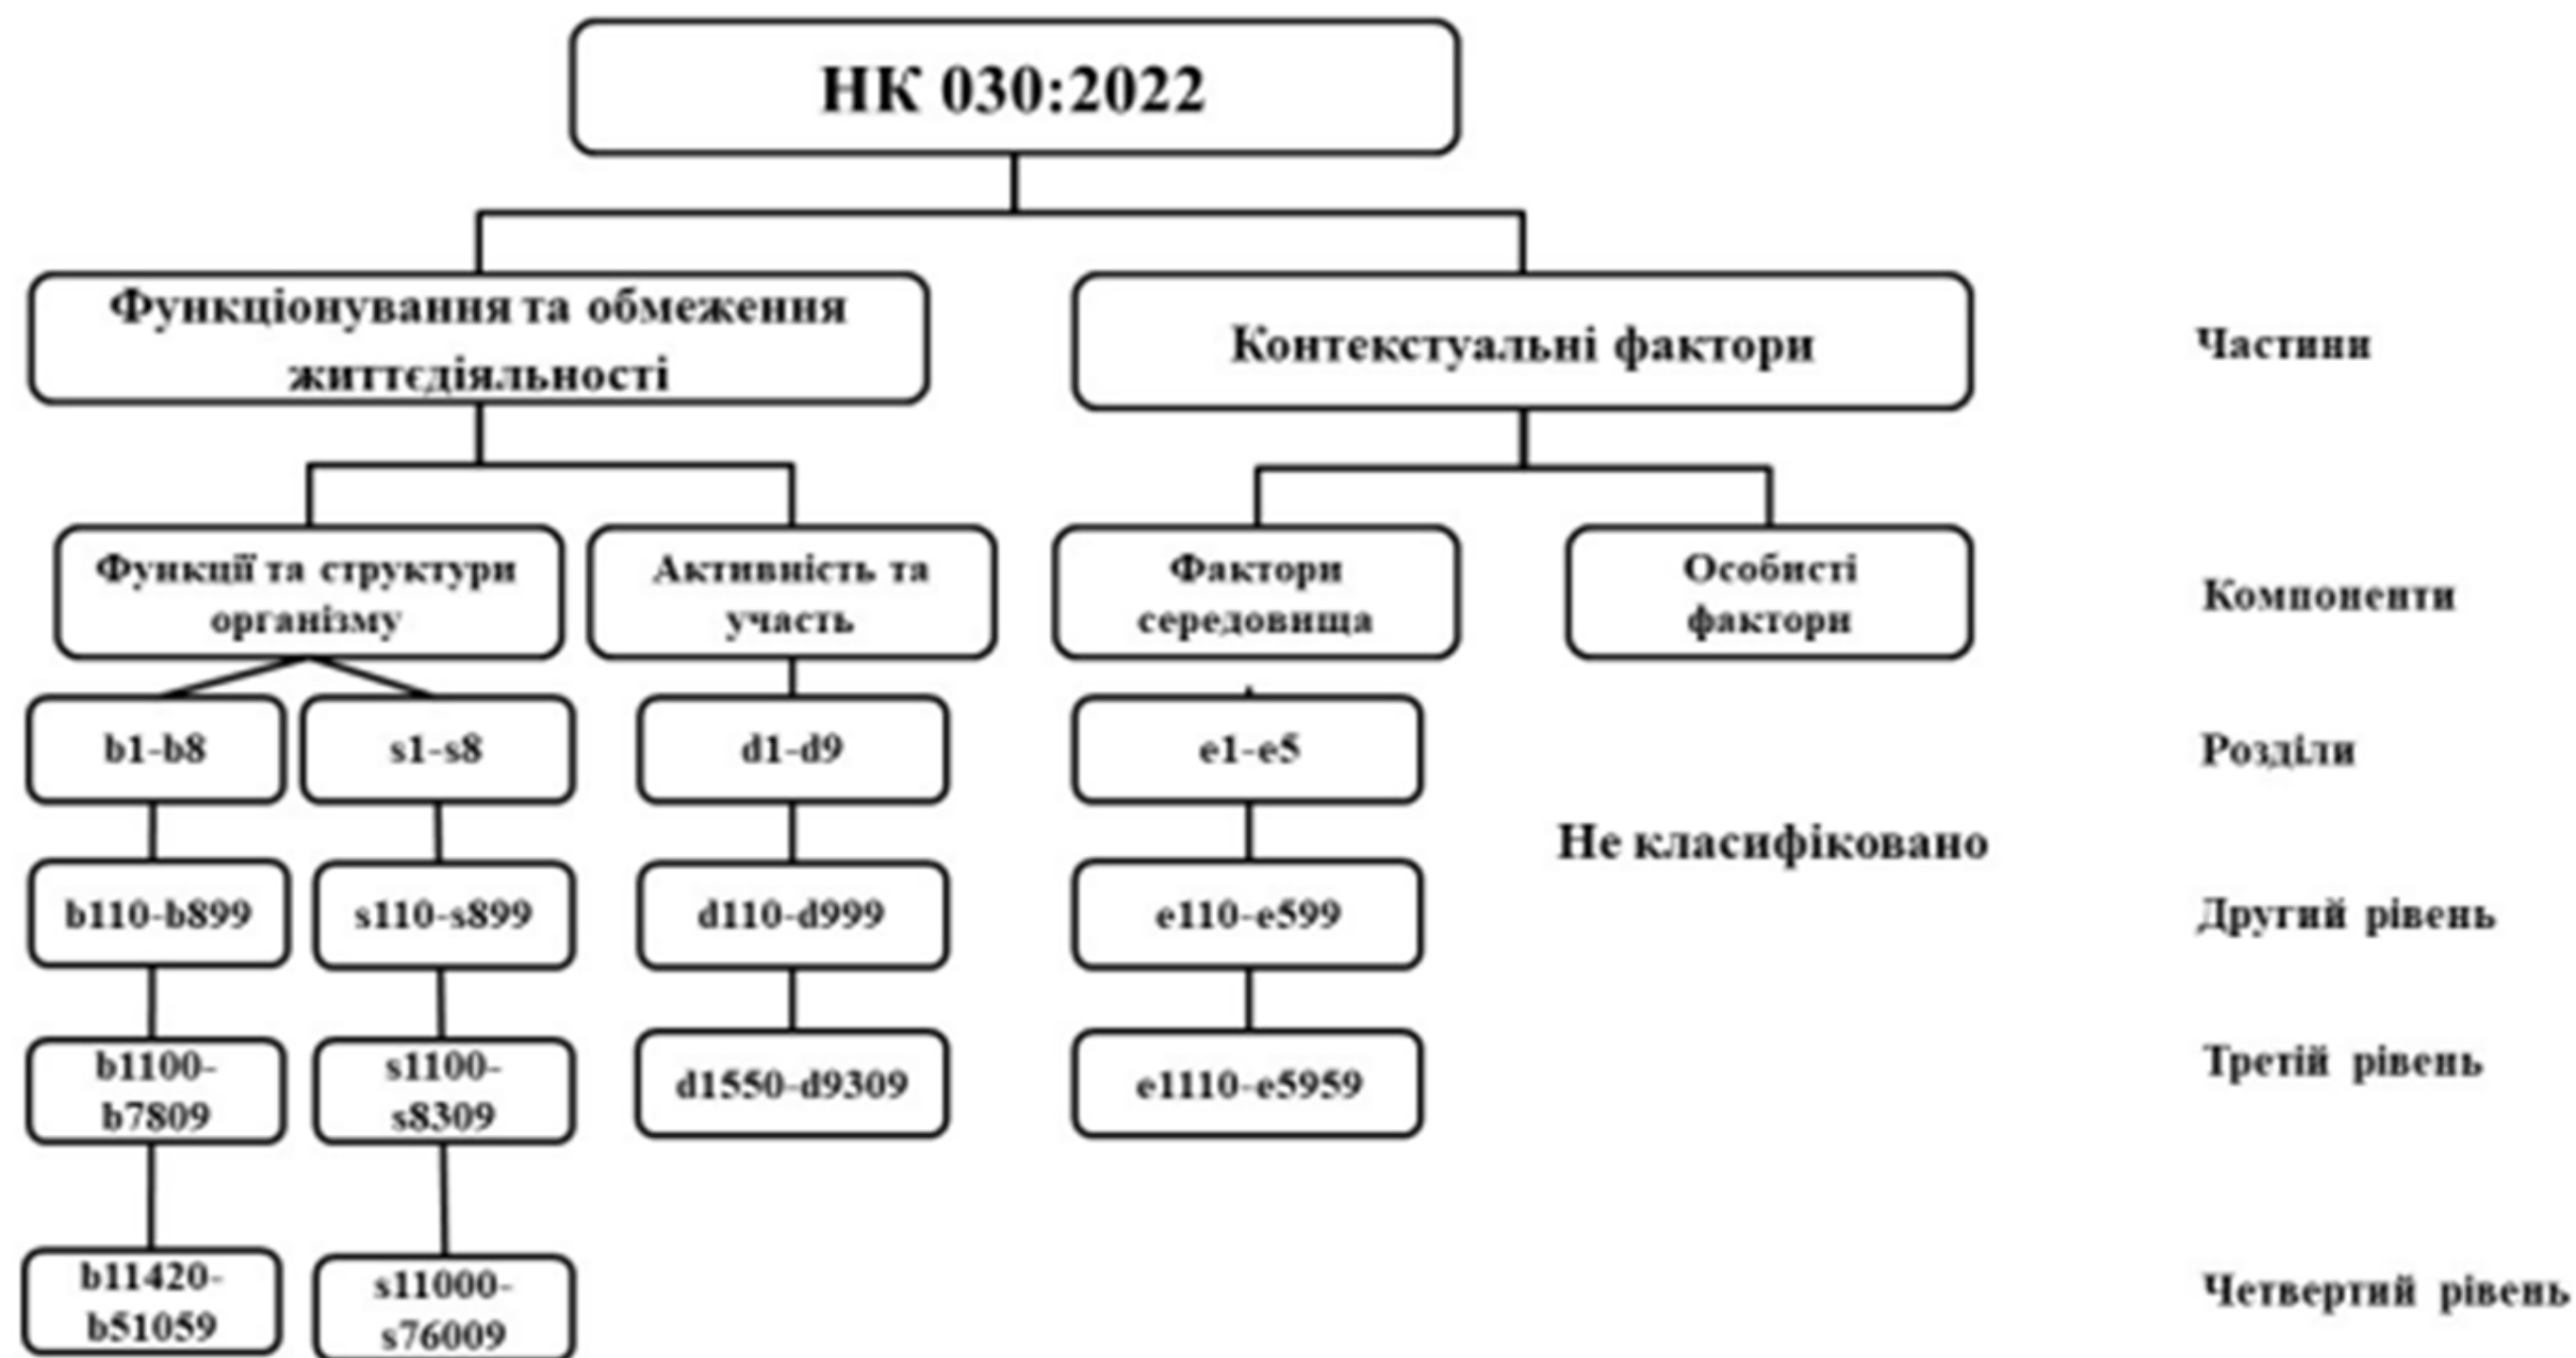 НК 030:2022
Функціонування та обмеження
життєдіяльності
Контекстуальні фактори
Частини
Функції та структури
організму
Активність та
участь
Фактори
середовища
Особисті
фактори
Компоненти
b1-b8
s1-s8
d1-d9
e1-e5
Розділи
Не класифіковано
b110-b899
s110-s899
d110-d999
e110-e599
Другий рівень
b1100-
b7809
s1100-
s8309
d1550-d9309
e1110-e5959
Третій рівень
b11420-
b51059
s11000-
s76009
Четвертий рівень